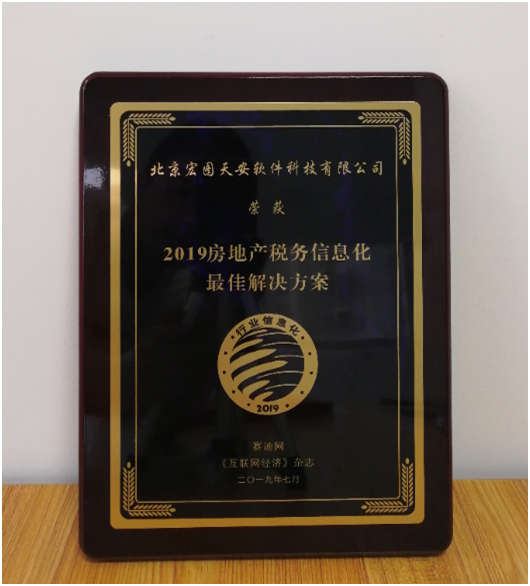 北京宏图天安软件科技有限公司
荣获
2019房地产税务信息化
最佳解决方案
行业信息化
2019
赛迪网
《互联网经济》杂志
二〇一九年七月